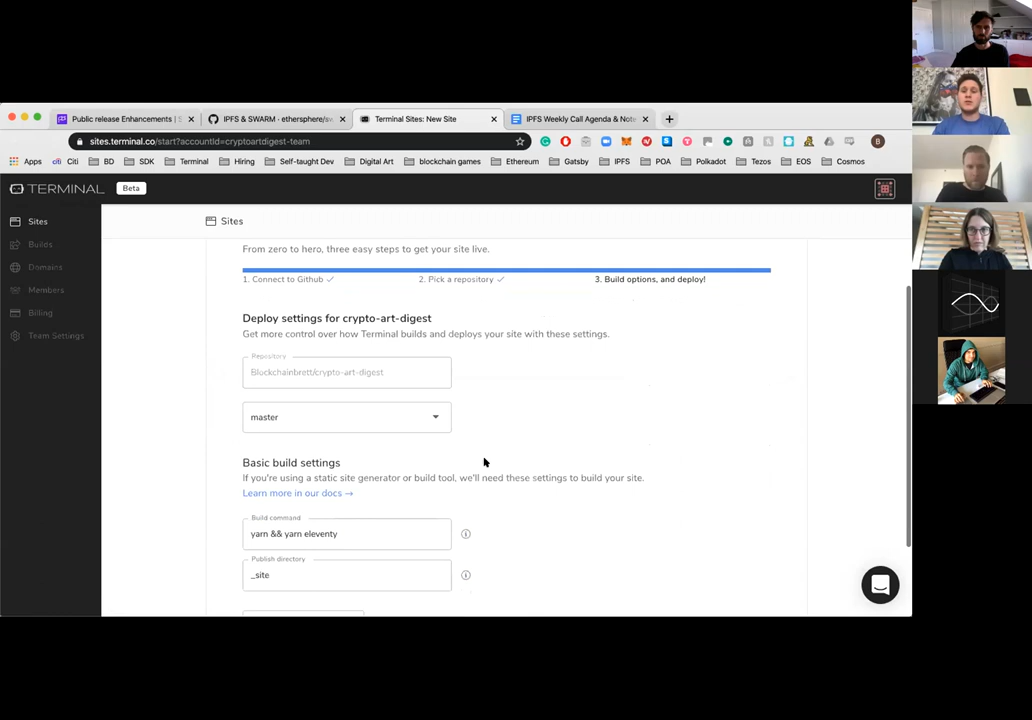 Public release Enhancements | S
IPFS & SWARM · ethersphere/sw
Terminal Sites: New Site
IPFS Weekly Call Agenda & Note
sites.terminal.co/start?accountId=cryptoartdigest-team
Apps
Citi
BD
SDK
Terminal
Hiring
Self-taught Dev
Digital Art
blockchain games
Ethereum
Gatsby
IPFS
POA
Polkadot
Tezos
EOS
Cosmos
TERMINAL
Beta
Sites
Builds
Domains
Members
Billing
Team Settings
Sites
From zero to hero, three easy steps to get your site live.
1. Connect to Github
2. Pick a repository
3. Build options, and deploy!
Deploy settings for crypto-art-digest
Get more control over how Terminal builds and deploys your site with these settings.
Repository
Blockchainbrett/crypto-art-digest
master
Basic build settings
If you're using a static site generator or build tool, we'll need these settings to build your site.
Learn more in our docs →
Build command
yarn && yarn eleventy
Publish directory
_site